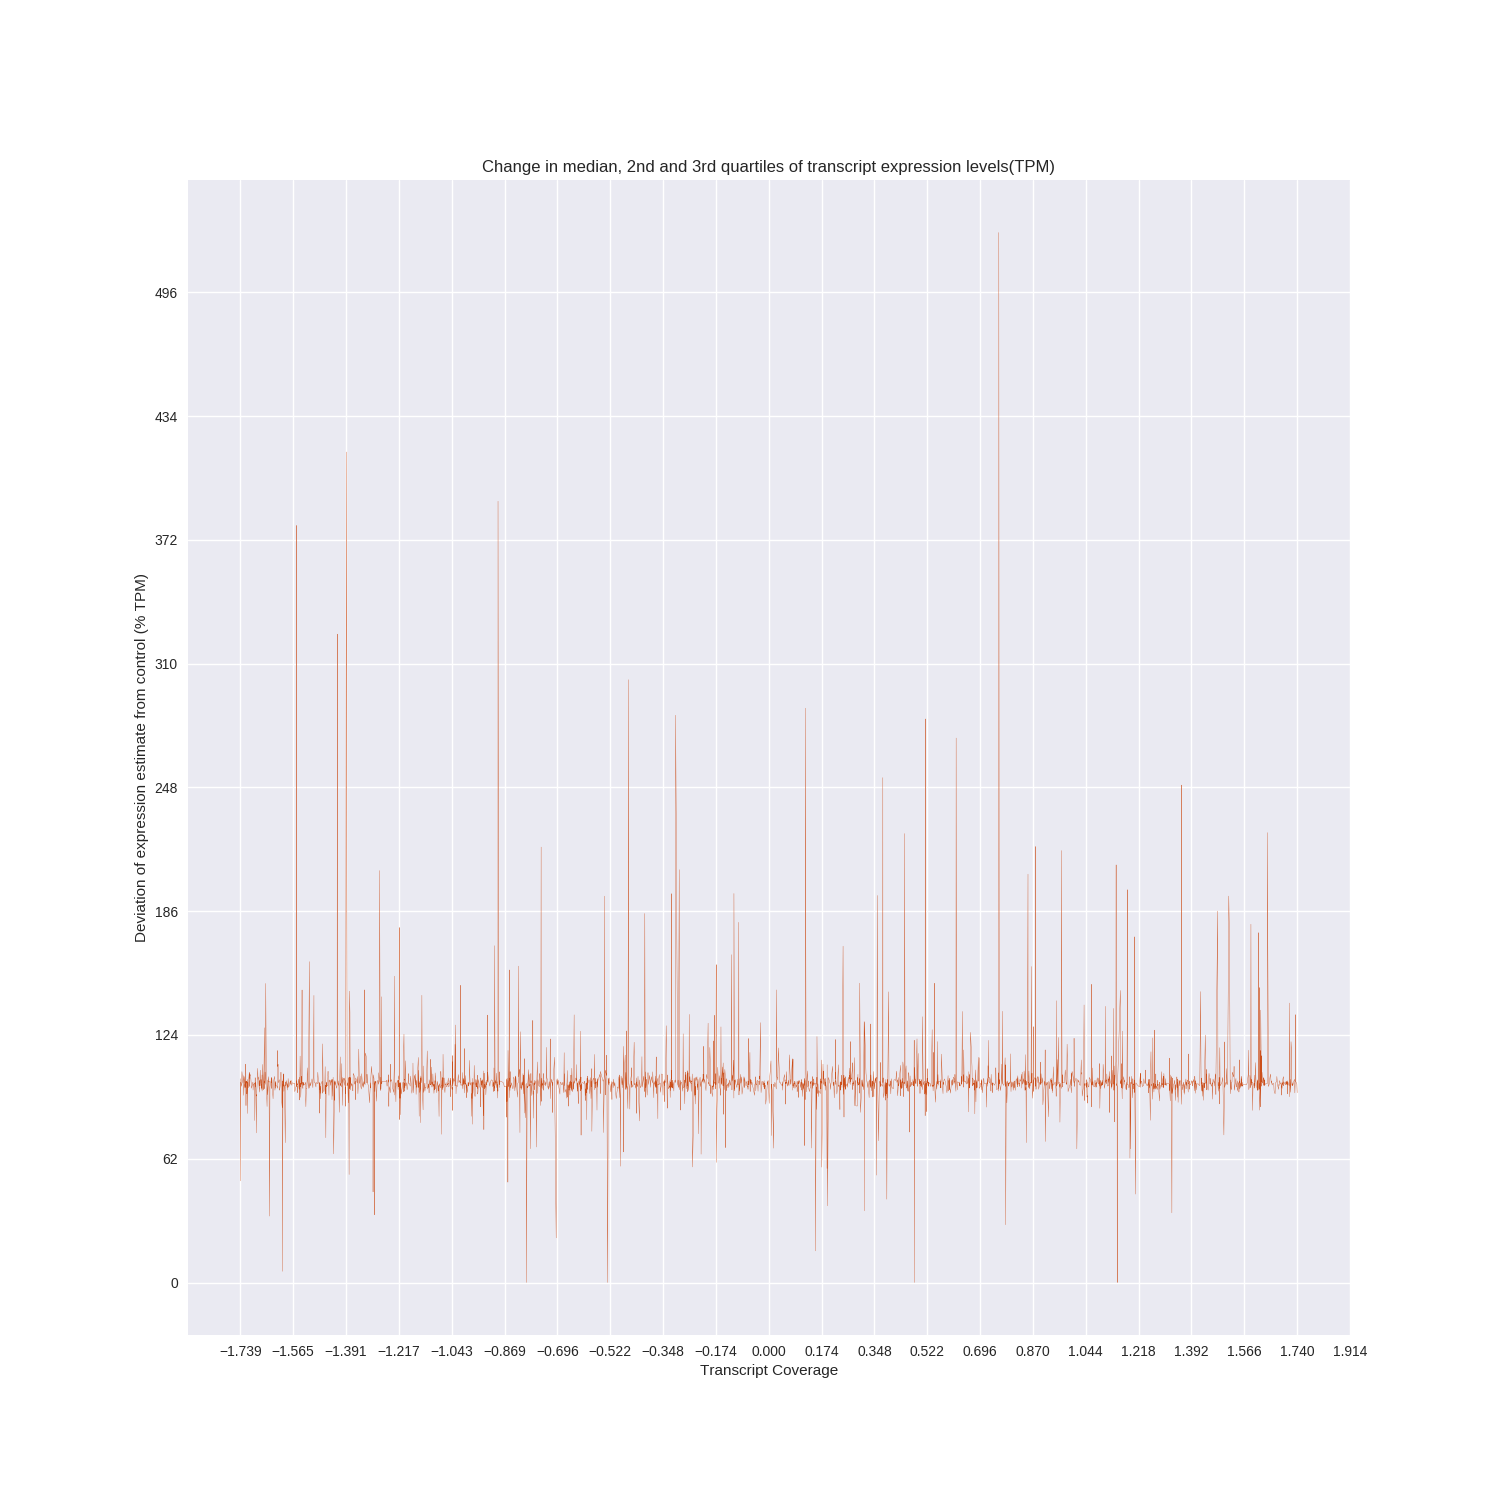 Change in median, 2nd and 3rd quartiles of transcript expression levels(TPM)
Deviation of expression estimate from control (% TPM)
496
434
372
310
248
186
124
62
0
−1.739 −1.565 −1.391 −1.217 −1.043 −0.869 −0.696 −0.522 −0.348 −0.174 0.000 0.174 0.348 0.522 0.696 0.870 1.044 1.218 1.392 1.566 1.740 1.914
Transcript Coverage